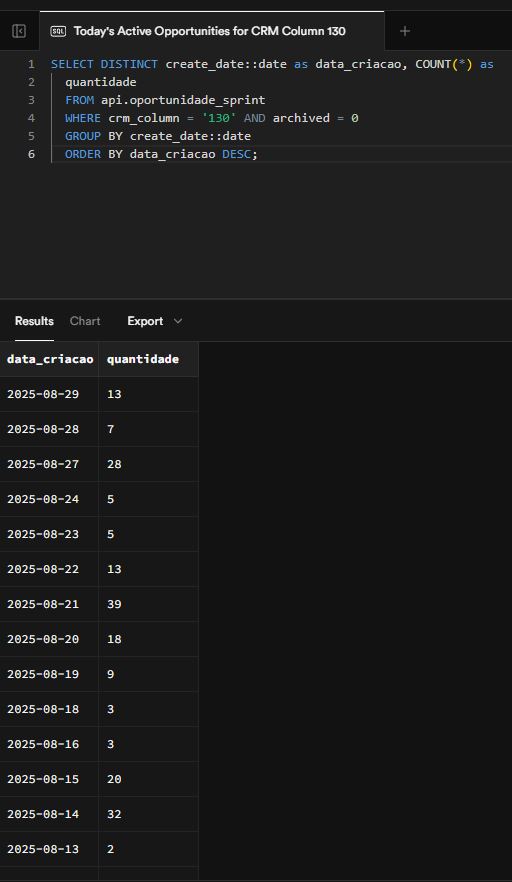 Today's Active Opportunities for CRM Column 130
1 SELECT DISTINCT create_date::date as data_criacao, COUNT(*) as
2 quantidade
3 FROM api.oportunidade_sprint
4 WHERE crm_column = '130' AND archived = 0
5 GROUP BY create_date::date
6 ORDER BY data_criacao DESC;
Results Chart Export
data_criacao quantidade
2025-08-29 13
2025-08-28 7
2025-08-27 28
2025-08-24 5
2025-08-23 5
2025-08-22 13
2025-08-21 39
2025-08-20 18
2025-08-19 9
2025-08-18 3
2025-08-16 3
2025-08-15 20
2025-08-14 32
2025-08-13 2